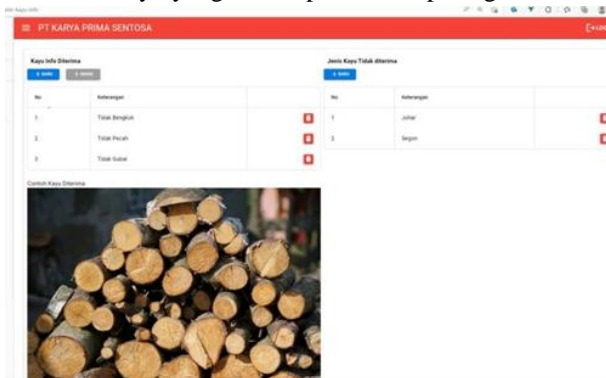 PT KARYA PRIMA SENTOSA
Kayu Info Diterima
Jenis Kayu Tidak diterima
No
Keterangan
No
Keterangan
1
Tidak Bengkok
1
Johar
2
Tidak Pecah
2
Segon
3
Tidak Gabal
Contoh Kayu Diterima